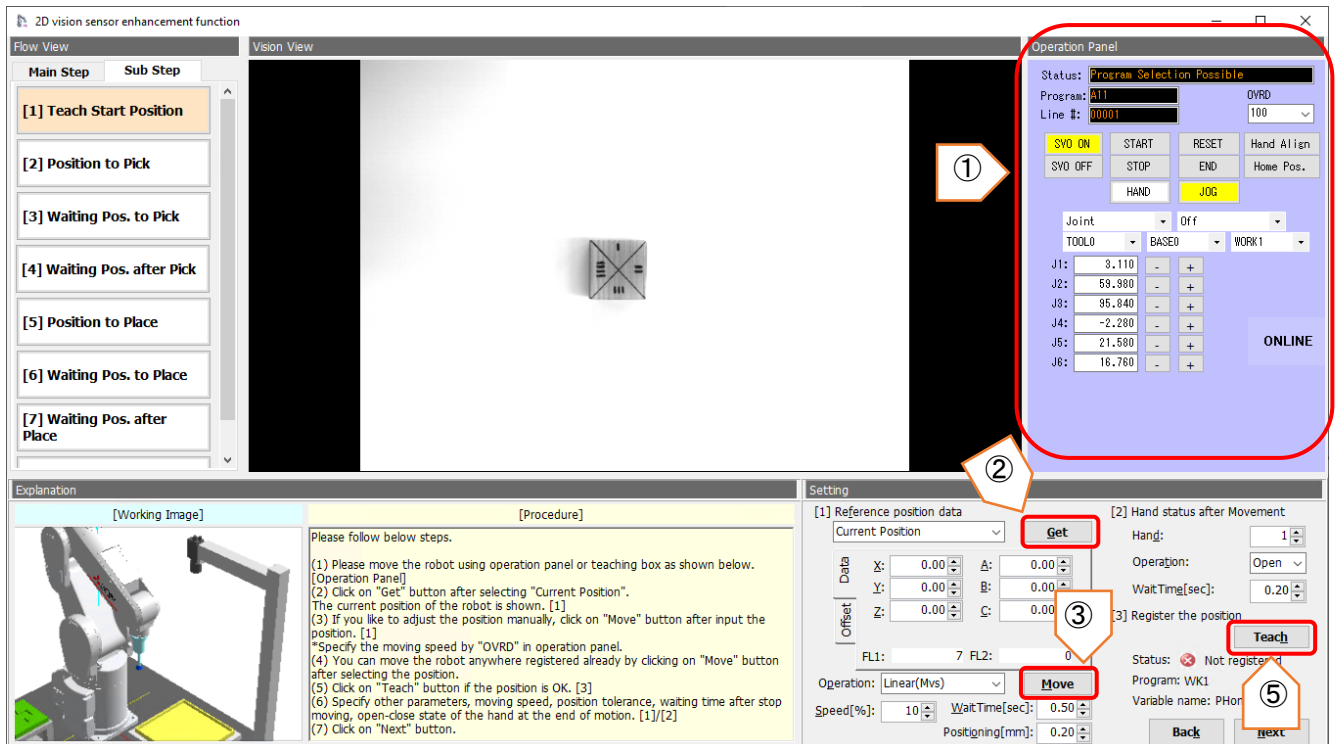 2D vision sensor enhancement function
Flow View
Main Step
Sub Step
[1] Teach Start Position
[2] Position to Pick
[3] Waiting Pos. to Pick
[4] Waiting Pos. after Pick
[5] Position to Place
[6] Waiting Pos. to Place
[7] Waiting Pos. after
Place
Vision View
①
Operation Panel
Status: Program Selection Possible
Program: A11
OVRD
Line #: 00001
100
SVO ON START RESET Hand Align
SVO OFF STOP END Home Pos.
HAND JOG
Joint Off
TOOL0 BASE0 WORK1
J1: 3.110 - +
J2: 59.980 - +
J3: 95.840 - +
J4: -2.280 - +
J5: 21.580 - +
J6: 16.760 - +
ONLINE
②
Explanation
[Working Image]
[Procedure]
Please follow below steps.
(1) Please move the robot using operation panel or teaching box as shown below.
[Operation Panel]
(2) Click on "Get" button after selecting "Current Position".
The current position of the robot is shown. [1]
(3) If you like to adjust the position manually, click on "Move" button after input the
position. [1]
*Specify the moving speed by "OVRD" in operation panel.
(4) You can move the robot anywhere registered already by clicking on "Move" button
after selecting the position.
(5) Click on "Teach" button if the position is OK. [3]
(6) Specify other parameters, moving speed, position tolerance, waiting time after stop
moving, open-close state of the hand at the end of motion. [1]/[2]
(7) Click on "Next" button.
Setting
[1] Reference position data
Current Position
Get
Data
Offset
X: 0.00 A: 0.00
Y: 0.00 B: 0.00
Z: 0.00 C: 0.00
FL1: 7 FL2: 0
③
Operation: Linear(Mvs)
Move
Speed[%]: 10 WaitTime[sec]: 0.50
Positioning[mm]: 0.20
[2] Hand status after Movement
Hand: 1
Operation: Open
WaitTime[sec]: 0.20
[3] Register the position
Teach
Status: Not registered
Program: WK1
Variable name:
⑤
Back
Next